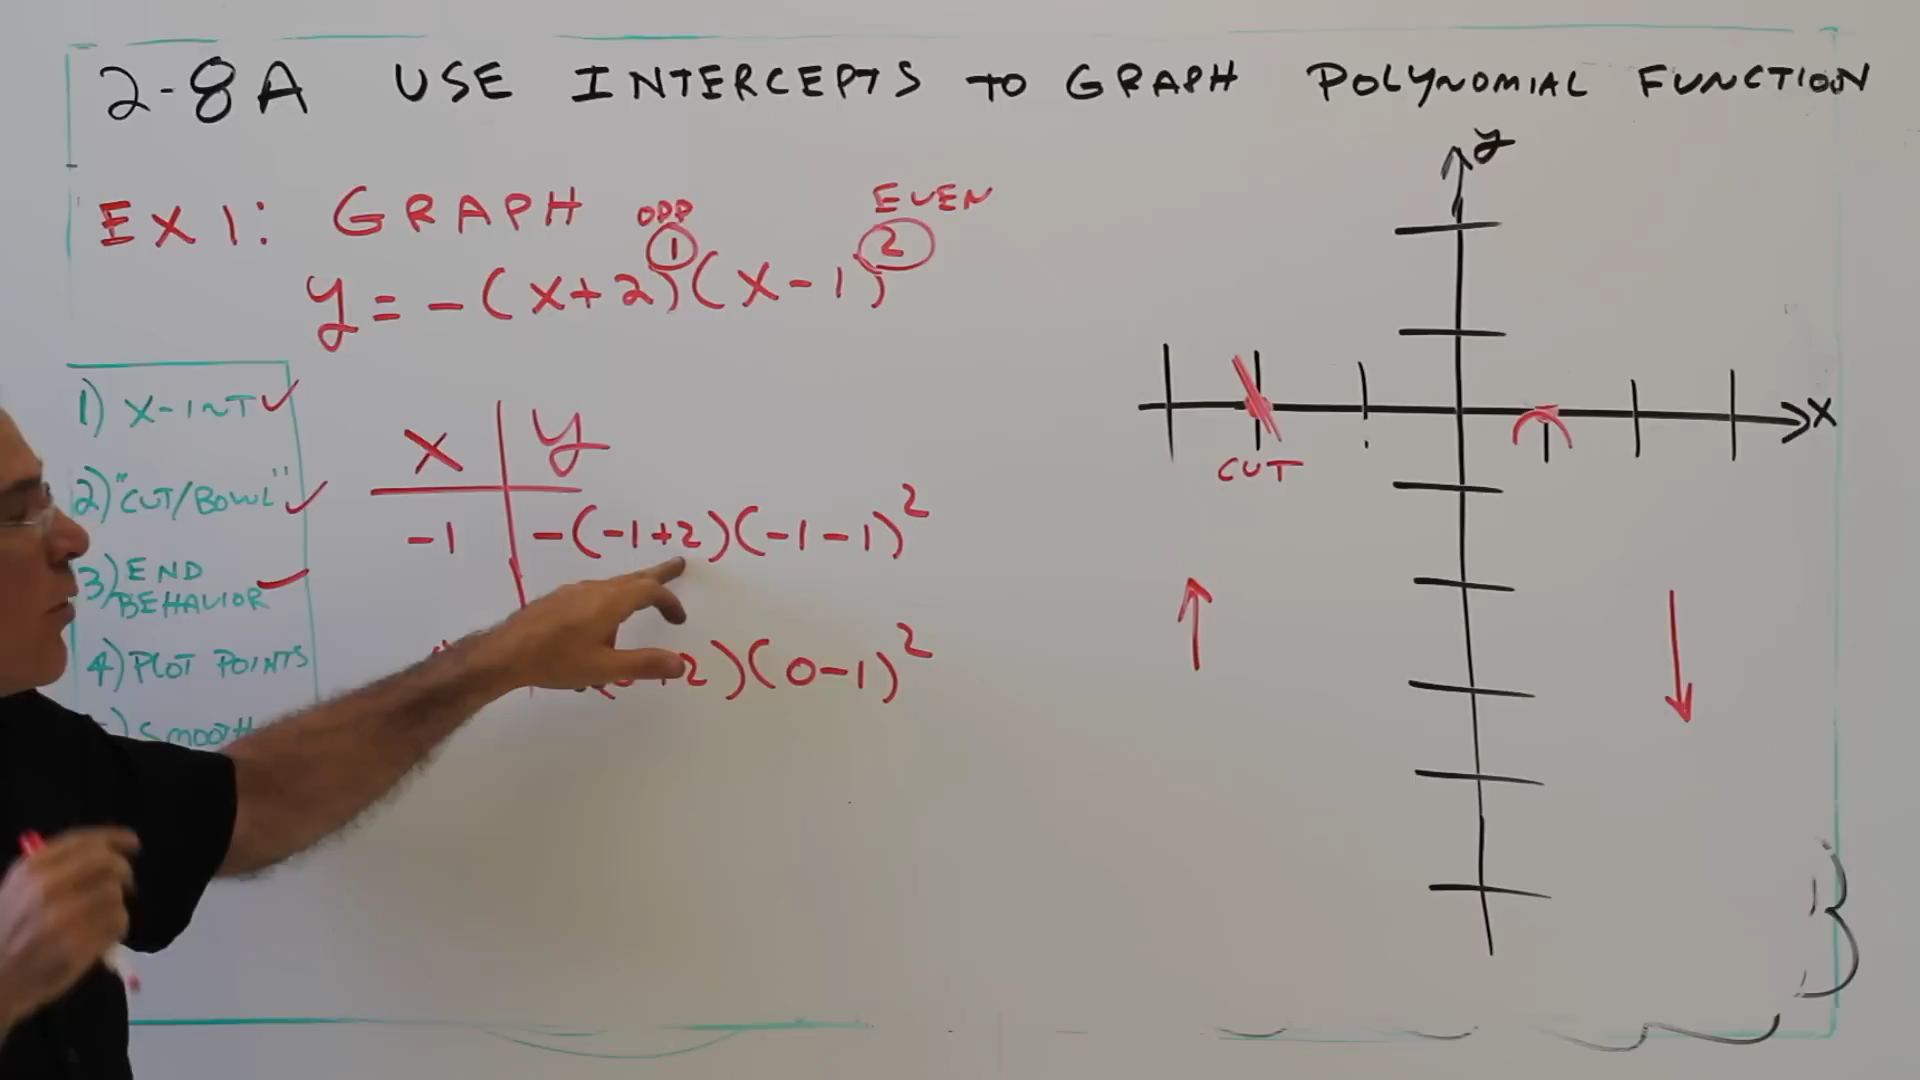 2-8A USE INTERCEPTS TO GRAPH POLYNOMIAL FUNCTION
EX 1: GRAPH
ODD EVEN
y = -(x+2)^1 (x-1)^2
1) X-INT ✓
2) "CUT/BOWL" ✓
3) END BEHAVIOR ✓
4) PLOT POINTS
) SMOOTH
x | y
-1 | -(-1+2)(-1-1)^2
2)(0-1)^2
y
x
CUT